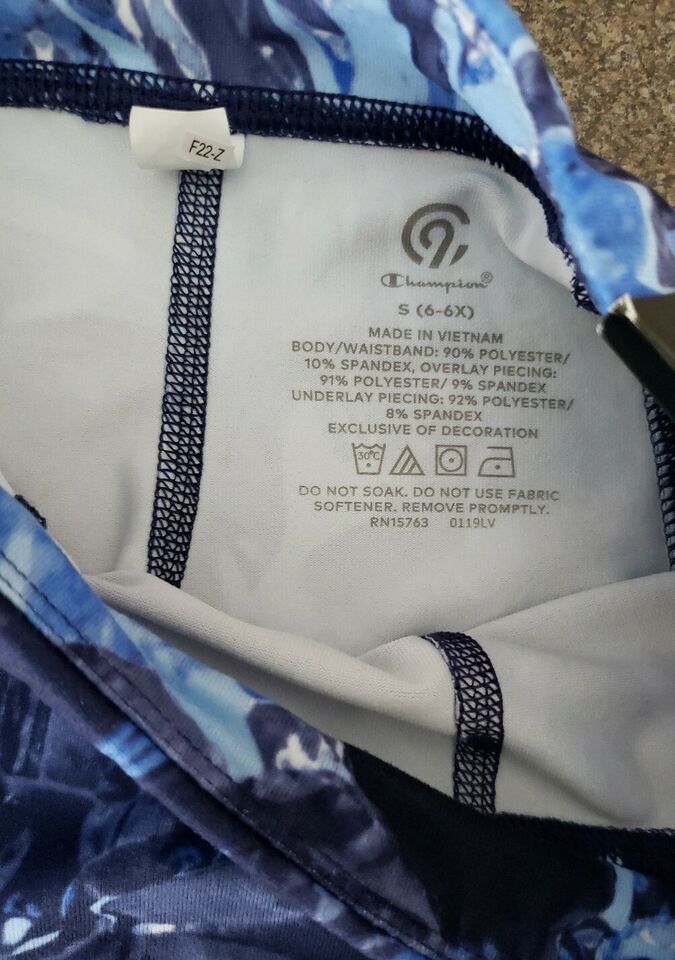 F22-Z
C9
Champion®
S (6-6X)
MADE IN VIETNAM
BODY/WAISTBAND: 90% POLYESTER/
10% SPANDEX, OVERLAY PIECING:
91% POLYESTER/ 9% SPANDEX
UNDERLAY PIECING: 92% POLYESTER/
8% SPANDEX
EXCLUSIVE OF DECORATION
30°C
DO NOT SOAK. DO NOT USE FABRIC
SOFTENER. REMOVE PROMPTLY.
RN15763 0119LV